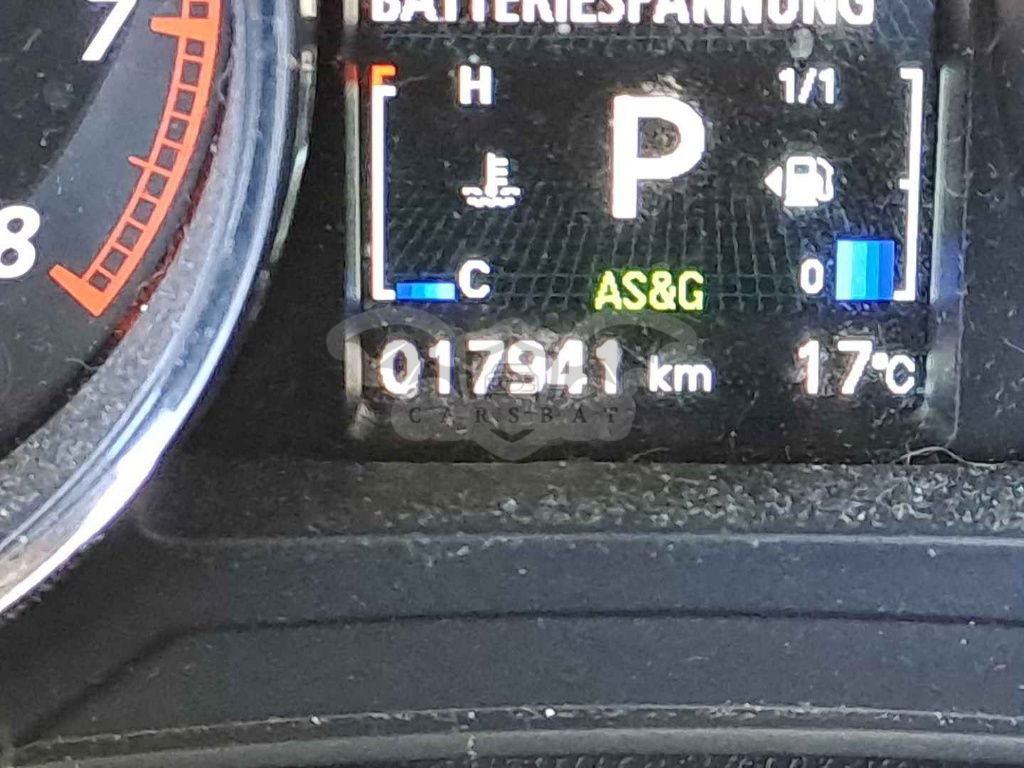 BATTERIESPANNUNG
7
H
1/1
P
8
C
AS&G
0
017941 km
17°C
CARSBAT